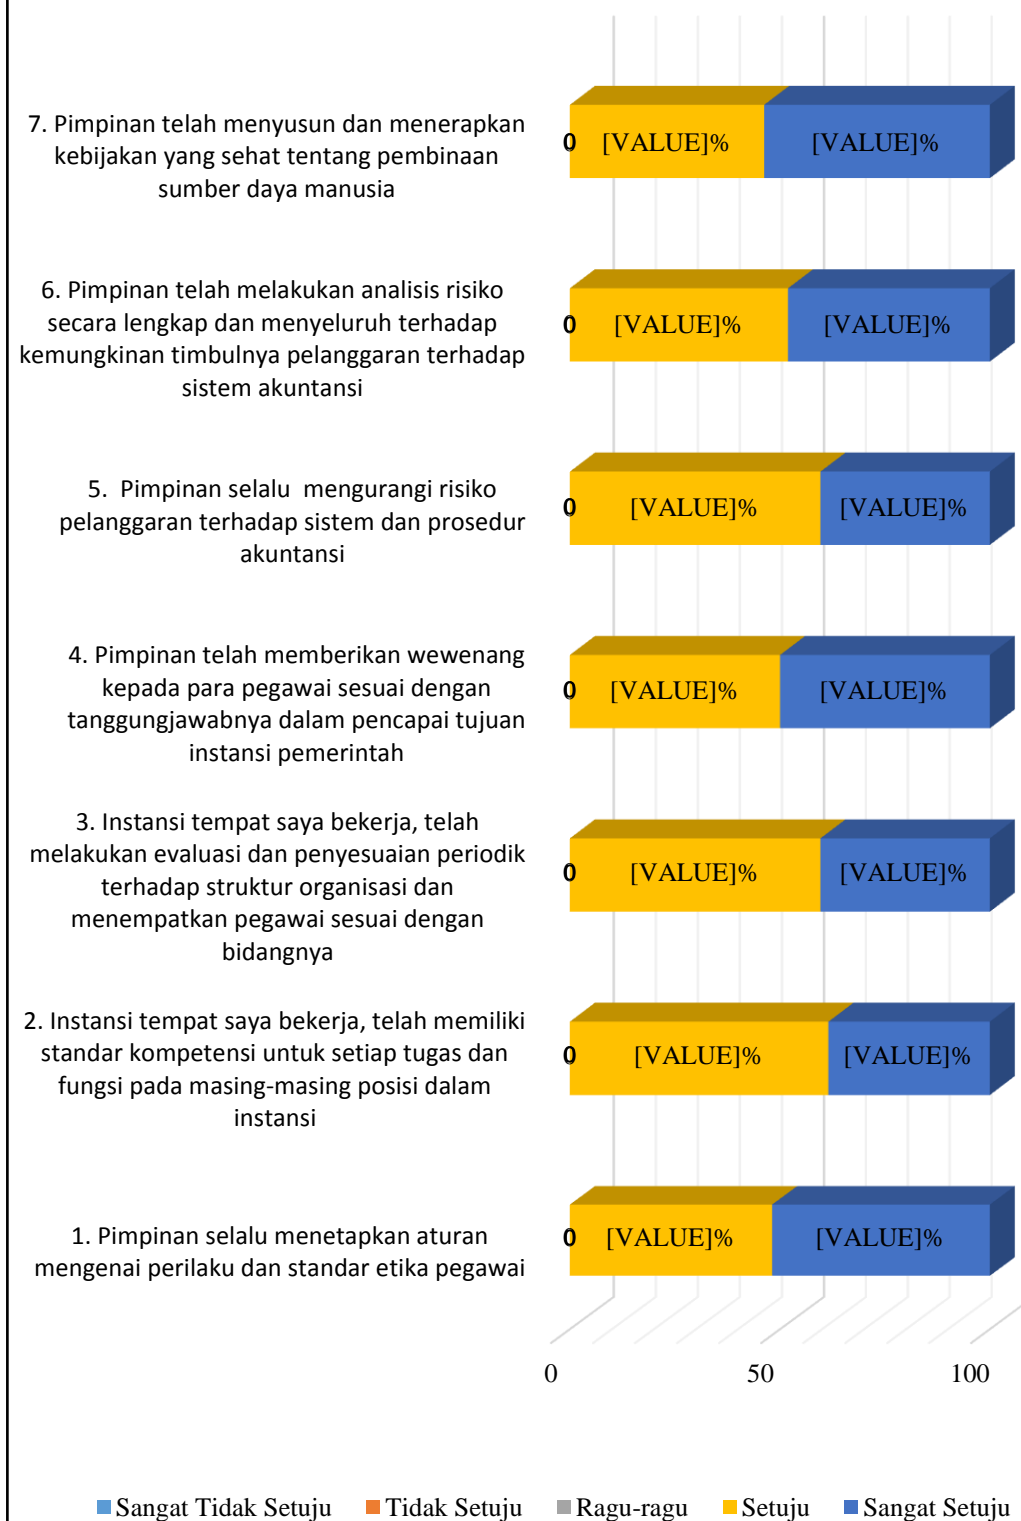 7. Pimpinan telah menyusun dan menerapkan
kebijakan yang sehat tentang pembinaan
sumber daya manusia
0 [VALUE]% [VALUE]%
6. Pimpinan telah melakukan analisis risiko
secara lengkap dan menyeluruh terhadap
kemungkinan timbulnya pelanggaran terhadap
sistem akuntansi
0 [VALUE]% [VALUE]%
5. Pimpinan selalu mengurangi risiko
pelanggaran terhadap sistem dan prosedur
akuntansi
0 [VALUE]% [VALUE]%
4. Pimpinan telah memberikan wewenang
kepada para pegawai sesuai dengan
tanggungjawabnya dalam pencapai tujuan
instansi pemerintah
0 [VALUE]% [VALUE]%
3. Instansi tempat saya bekerja, telah
melakukan evaluasi dan penyesuaian periodik
terhadap struktur organisasi dan
menempatkan pegawai sesuai dengan
bidangnya
0 [VALUE]% [VALUE]%
2. Instansi tempat saya bekerja, telah memiliki
standar kompetensi untuk setiap tugas dan
fungsi pada masing-masing posisi dalam
instansi
0 [VALUE]% [VALUE]%
1. Pimpinan selalu menetapkan aturan
mengenai perilaku dan standar etika pegawai
0 [VALUE]% [VALUE]%
0 50 100
Sangat Tidak Setuju Tidak Setuju Ragu-ragu Setuju Sangat Setuju